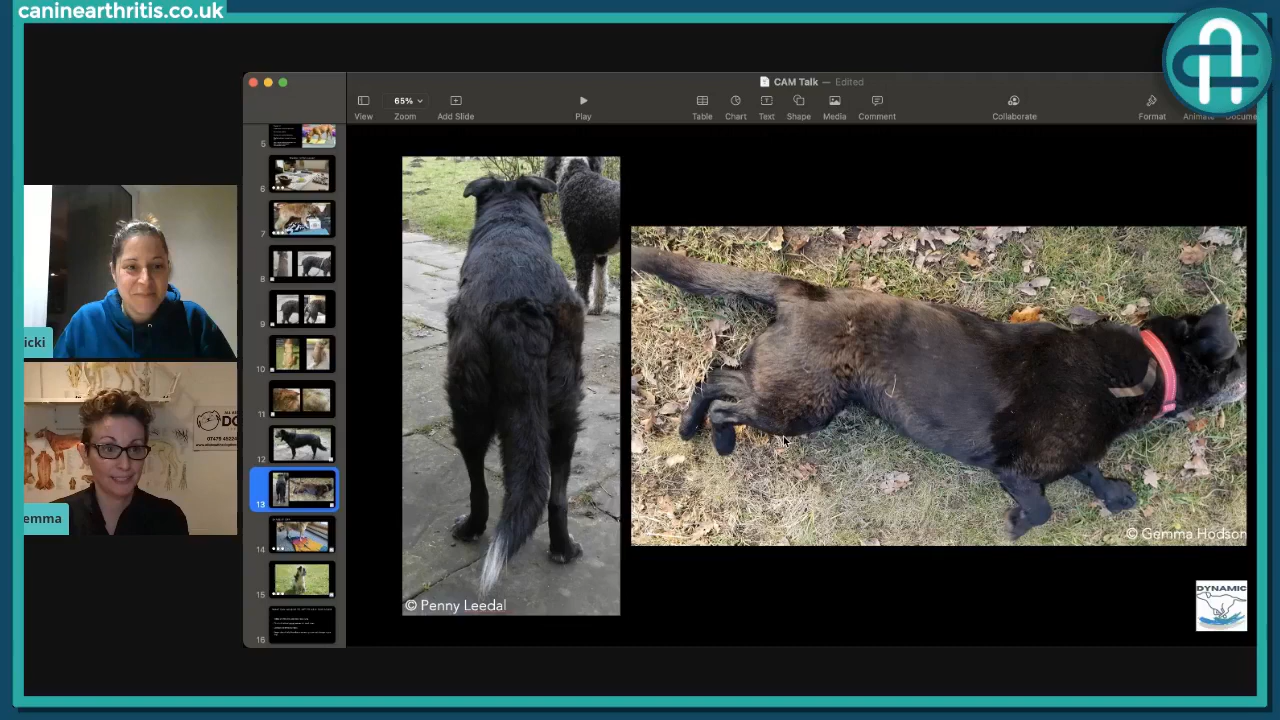 caninearthritis.co.uk
CAM Talk — Edited
65%
View
Zoom
Add Slide
Play
Table
Chart
Text
Shape
Media
Comment
Collaborate
Format
Animate
5
6
7
8
9
10
11
12
13
14
15
16
icki
emma
© Penny Leedal
© Gemma Hodson
DYNAMIC